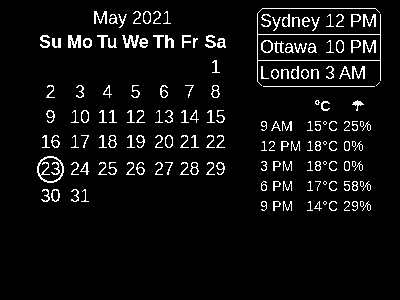 May 2021
Su Mo Tu We Th Fr Sa
1
2 3 4 5 6 7 8
9 10 11 12 13 14 15
16 17 18 19 20 21 22
23 24 25 26 27 28 29
30 31
Sydney 12 PM
Ottawa 10 PM
London 3 AM
°C ☂
9 AM 15°C 25%
12 PM 18°C 0%
3 PM 18°C 0%
6 PM 17°C 58%
9 PM 14°C 29%